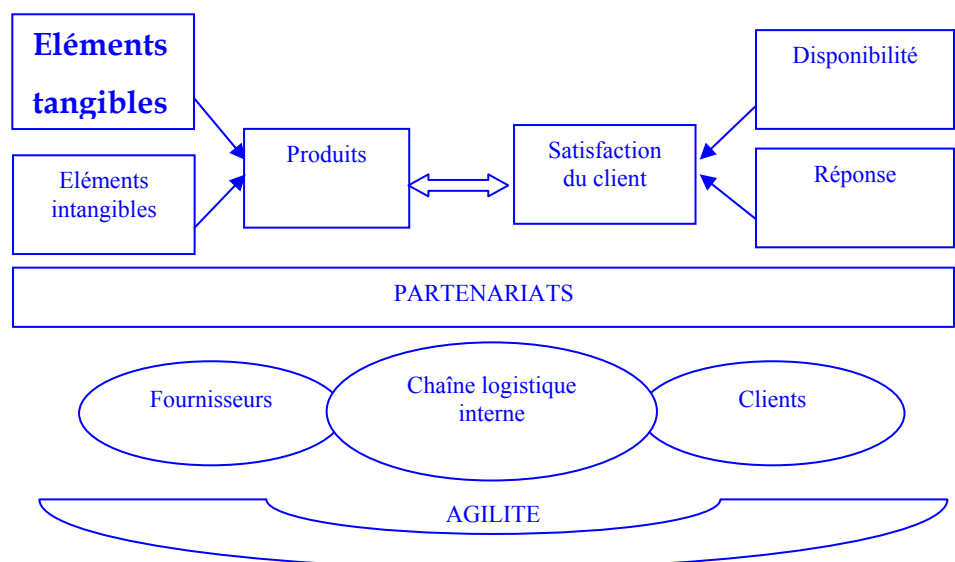 Eléments
tangibles
Eléments
intangibles
Produits
Satisfaction
du client
Disponibilité
Réponse
PARTENARIATS
Fournisseurs
Chaîne logistique
interne
Clients
AGILITE